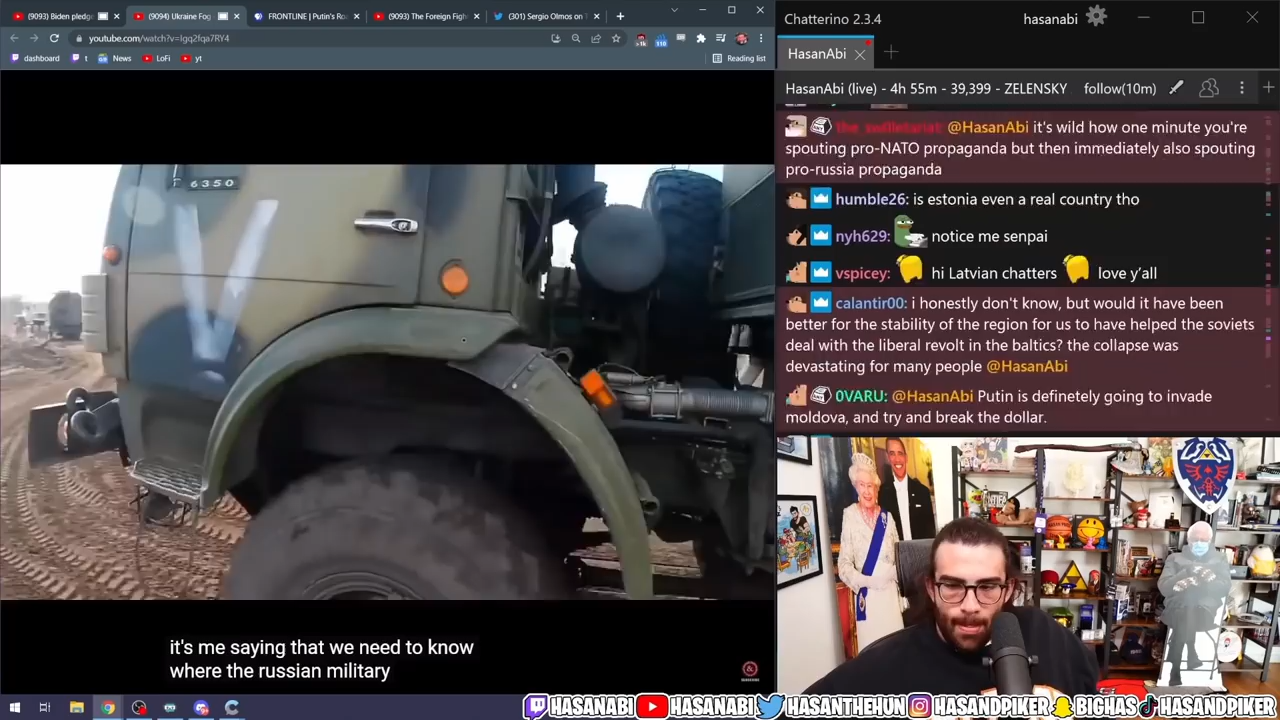 (9093) Biden pledg
(9094) Ukraine Fog
FRONTLINE | Putin's Ro
(9093) The Foreign Figh
(301) Sergio Olmos on
youtube.com/watch?v=Igq2fqa7RY4
dashboard
t
News
LoFi
yt
Reading list
6350
V
it's me saying that we need to know
where the russian military
Chatterino 2.3.4
hasanabi
HasanAbi
HasanAbi (live) - 4h 55m - 39,399 - ZELENSKY
follow(10m)
@HasanAbi it's wild how one minute you're
spouting pro-NATO propaganda but then immediately also spouting
pro-russia propaganda
humble26: is estonia even a real country tho
nyh629: notice me senpai
vspicey: hi Latvian chatters love y'all
calantir00: i honestly don't know, but would it have been
better for the stability of the region for us to have helped the soviets
deal with the liberal revolt in the baltics? the collapse was
devastating for many people @HasanAbi
0VARU: @HasanAbi Putin is definetely going to invade
moldova, and try and break the dollar.
HASANABI HASANABI HASANTHEHUN HASANDPIKER BIGHAS HASANDPIKER